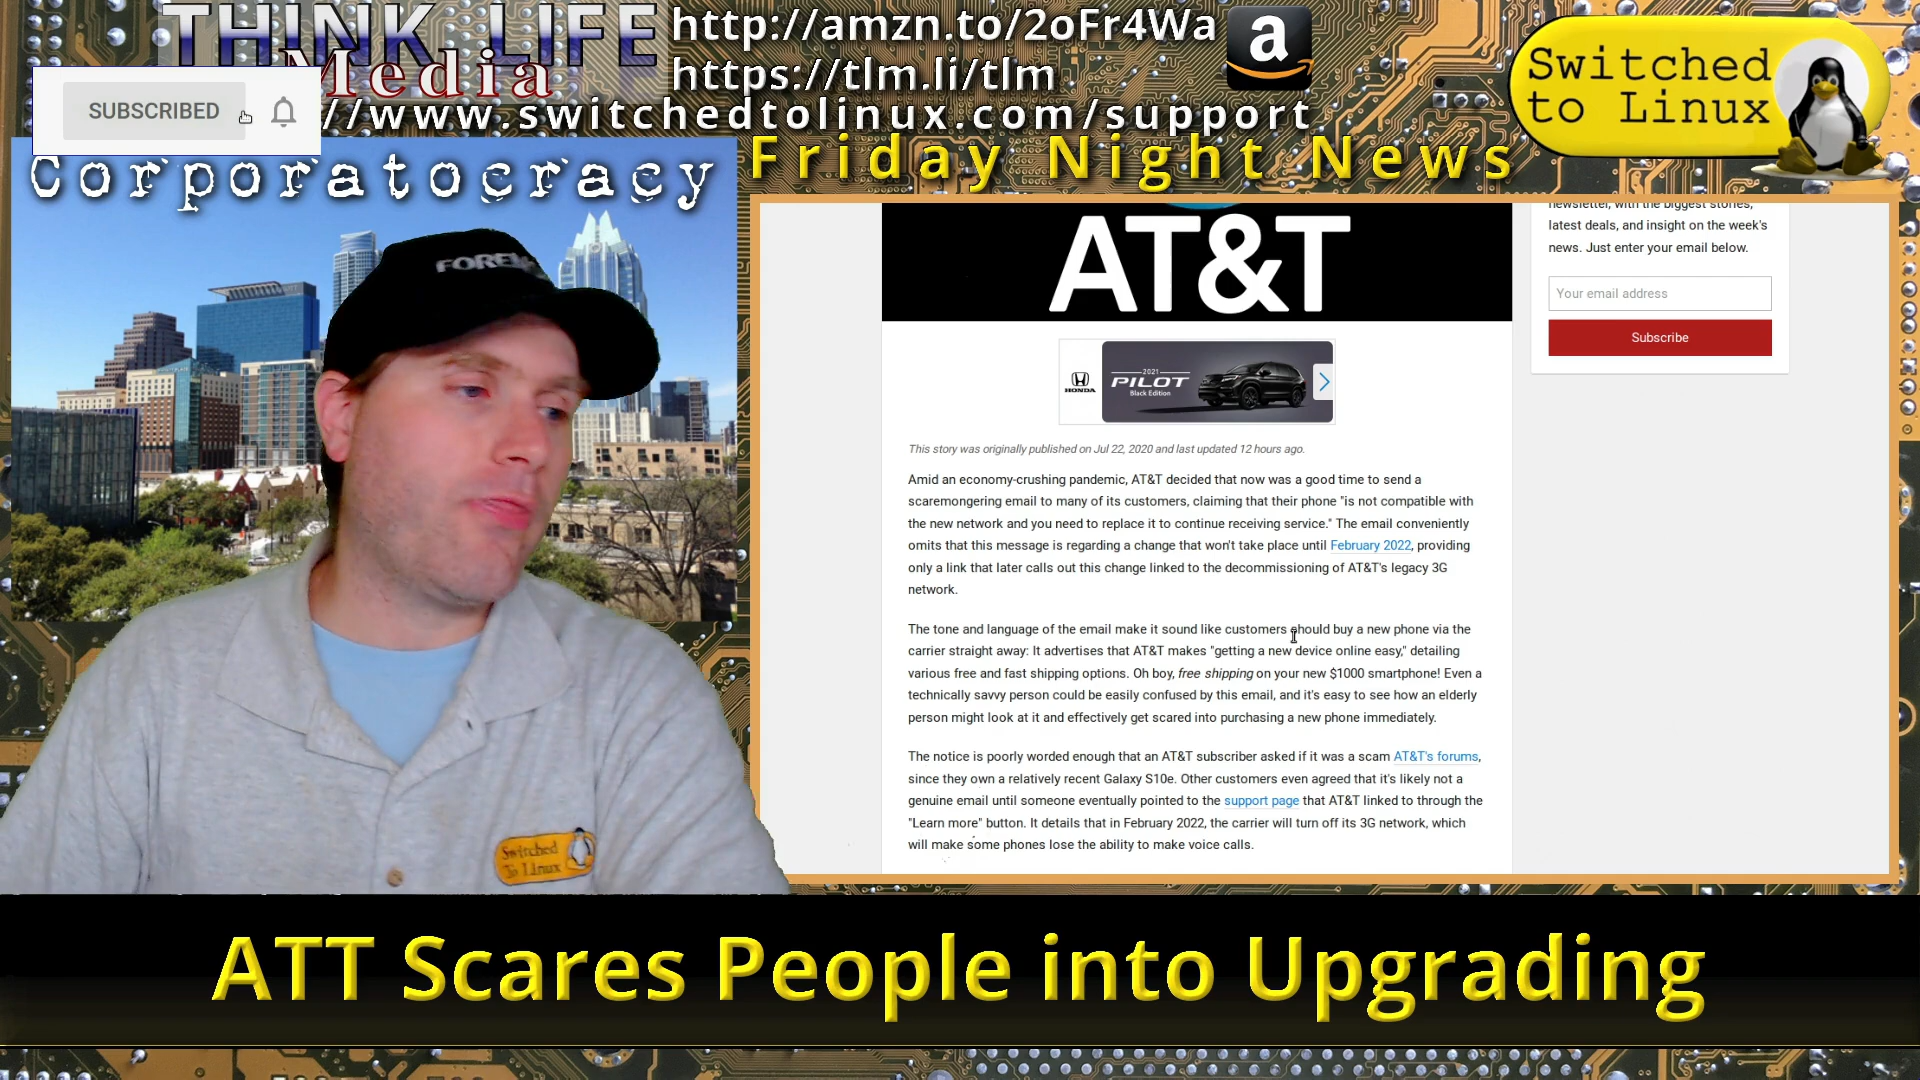 THINK LIFE
Media
http://amzn.to/2oFr4Wa
https://tlm.li/tlm
//www.switchedtolinux.com/support
a
Switched
to Linux
SUBSCRIBED
Corporatocracy
Friday Night News
newsletter, with the biggest stories,
latest deals, and insight on the week's
news. Just enter your email below.
Your email address
Subscribe
AT&T
HONDA
2021
PILOT
Black Edition
This story was originally published on Jul 22, 2020 and last updated 12 hours ago.
Amid an economy-crushing pandemic, AT&T decided that now was a good time to send a
scaremongering email to many of its customers, claiming that their phone "is not compatible with
the new network and you need to replace it to continue receiving service." The email conveniently
omits that this message is regarding a change that won't take place until February 2022, providing
only a link that later calls out this change linked to the decommissioning of AT&T's legacy 3G
network.
The tone and language of the email make it sound like customers should buy a new phone via the
carrier straight away: It advertises that AT&T makes "getting a new device online easy," detailing
various free and fast shipping options. Oh boy, free shipping on your new $1000 smartphone! Even a
technically savvy person could be easily confused by this email, and it's easy to see how an elderly
person might look at it and effectively get scared into purchasing a new phone immediately.
The notice is poorly worded enough that an AT&T subscriber asked if it was a scam AT&T's forums,
since they own a relatively recent Galaxy S10e. Other customers even agreed that it's likely not a
genuine email until someone eventually pointed to the support page that AT&T linked to through the
"Learn more" button. It details that in February 2022, the carrier will turn off its 3G network, which
will make some phones lose the ability to make voice calls.
Switched
To Linux
ATT Scares People into Upgrading